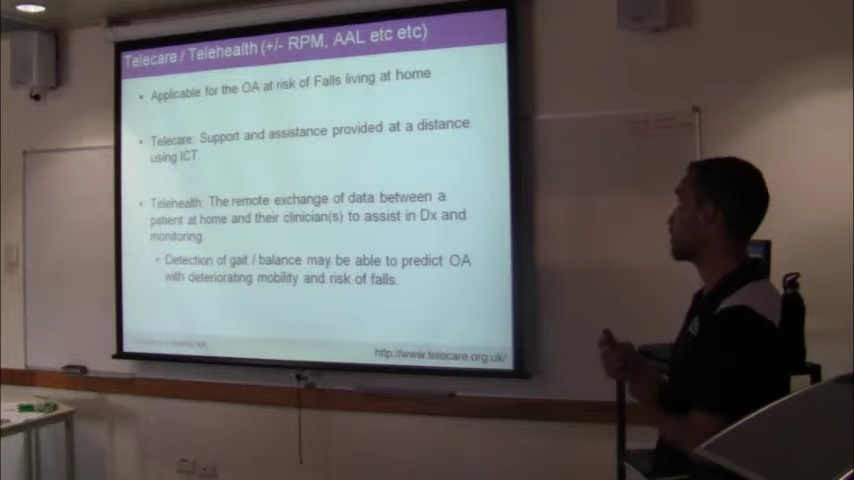 Telecare / Telehealth (+/- RPM, AAL etc etc)
• Applicable for the OA at risk of Falls living at home
• Telecare: Support and assistance provided at a distance
using ICT.
• Telehealth: The remote exchange of data between a
patient at home and their clinician(s) to assist in Dx and
monitoring
• Detection of gait / balance may be able to predict OA
with deteriorating mobility and risk of falls.
http://www.telecare.org.uk/